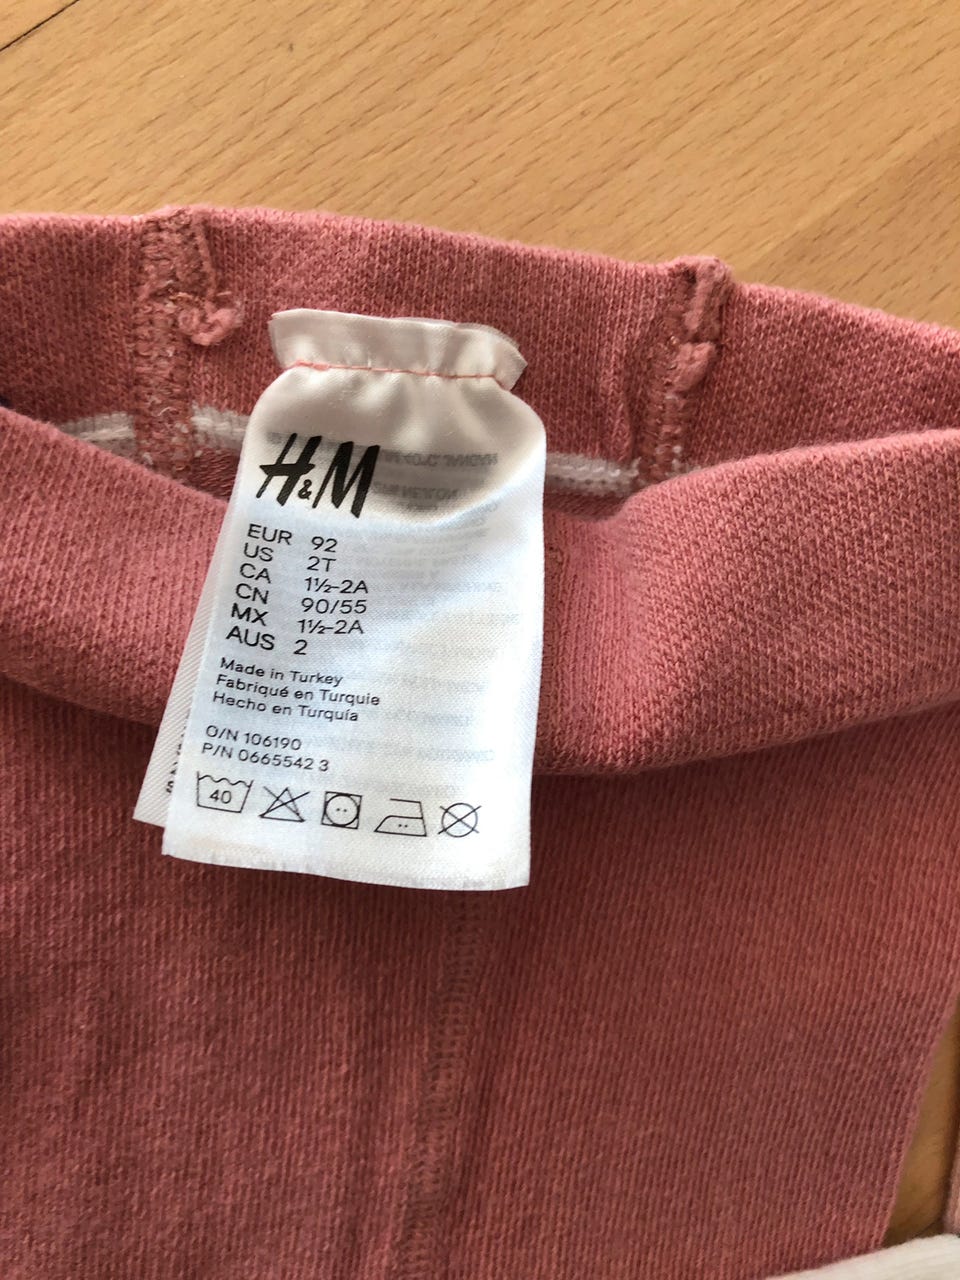 H&M
EUR 92
US 2T
CA 1½-2A
CN 90/55
MX 1½-2A
AUS 2
Made in Turkey
Fabriqué en Turquie
Hecho en Turquía
O/N 106190
P/N 0665542 3
40